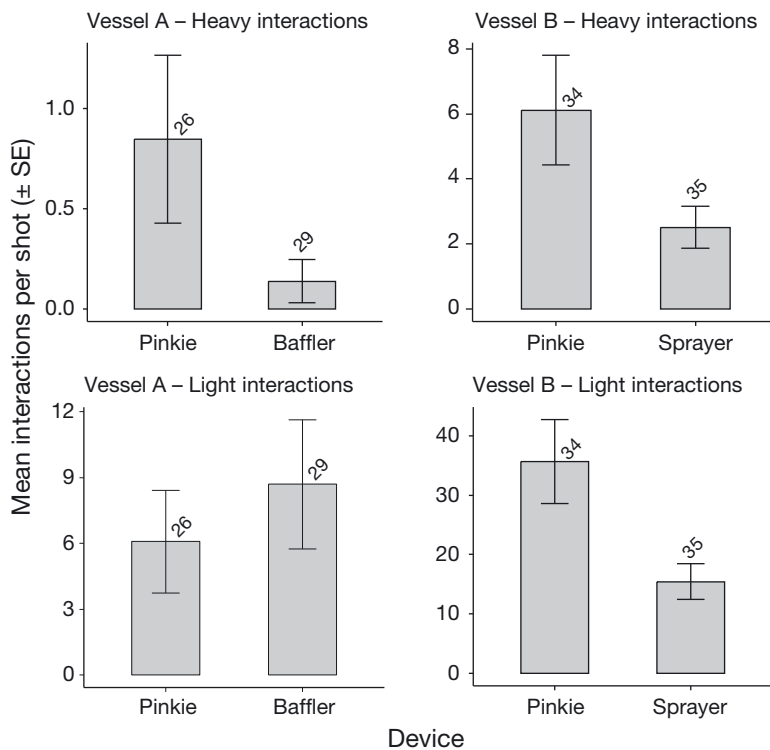 Vessel A – Heavy interactions
1.0
0.5
0.0
26
29
Pinkie Baffler
Vessel B – Heavy interactions
8
6
4
2
0
34
35
Pinkie Sprayer
Vessel A – Light interactions
12
9
6
3
0
26
29
Pinkie Baffler
Vessel B – Light interactions
40
30
20
10
0
34
35
Pinkie Sprayer
Mean interactions per shot (± SE)
Device